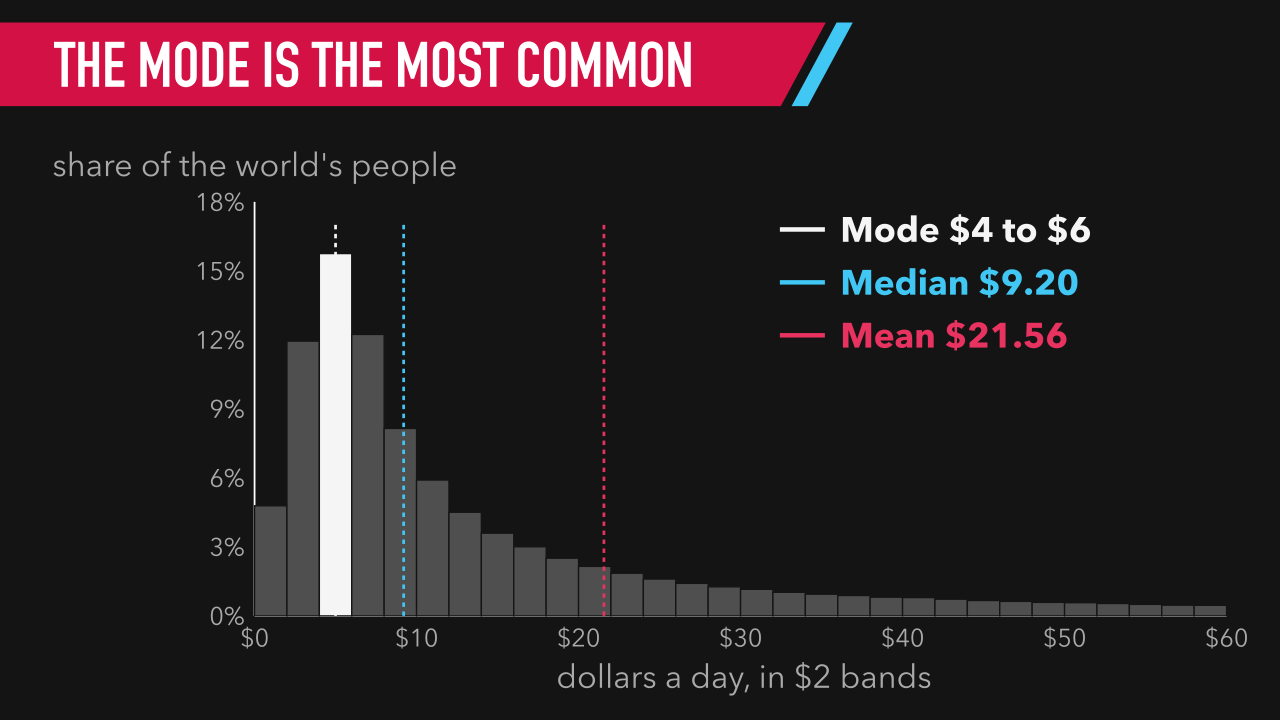 THE MODE IS THE MOST COMMON
share of the world's people
18%
15%
12%
9%
6%
3%
0%
Mode $4 to $6
Median $9.20
Mean $21.56
$0 $10 $20 $30 $40 $50 $60
dollars a day, in $2 bands